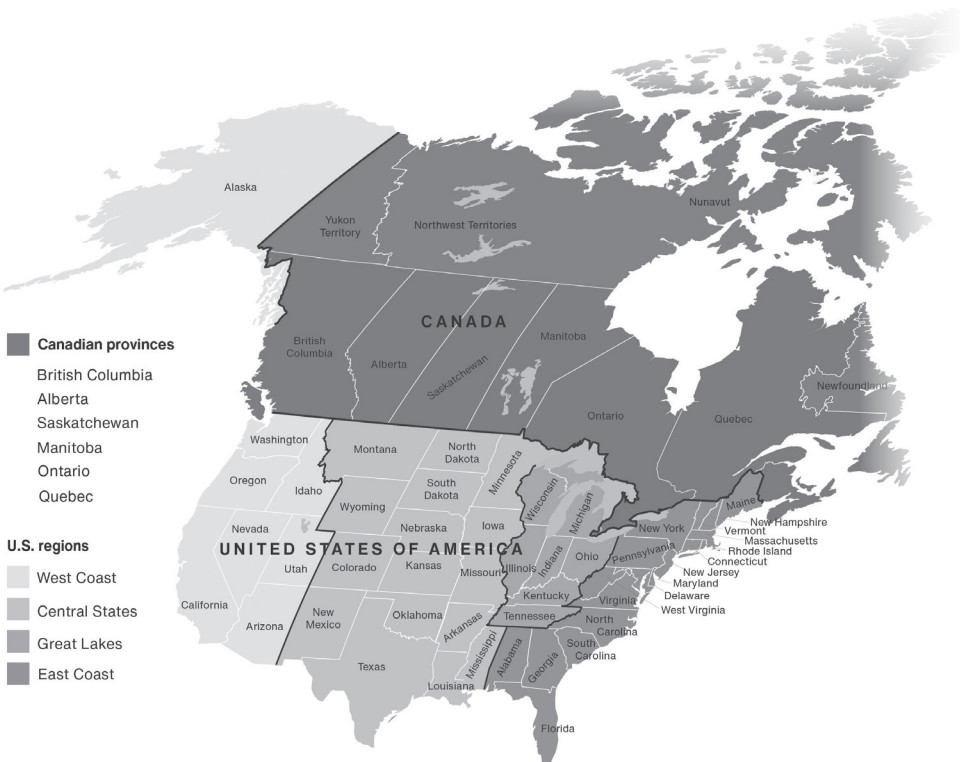 Alaska
Yukon
Territory
Northwest Territories
Nunavut
CANADA
British
Columbia
Alberta
Saskatchewan
Manitoba
Ontario
Quebec
Newfoundland
Canadian provinces
British Columbia
Alberta
Saskatchewan
Manitoba
Ontario
Quebec
U.S. regions
West Coast
Central States
Great Lakes
East Coast
UNITED STATES OF AMERICA
Washington
Oregon
Idaho
Nevada
Utah
California
Arizona
Montana
North
Dakota
Minnesota
South
Dakota
Wyoming
Nebraska
Iowa
Colorado
Kansas
Missouri
New
Mexico
Oklahoma
Arkansas
Texas
Louisiana
Mississippi
Wisconsin
Michigan
Illinois
Indiana
Ohio
Kentucky
Tennessee
Alabama
Georgia
Florida
South
Carolina
North
Carolina
Virginia
Pennsylvania
New York
Maine
New Hampshire
Vermont
Massachusetts
Rhode Island
Connecticut
New Jersey
Maryland
Delaware
West Virginia